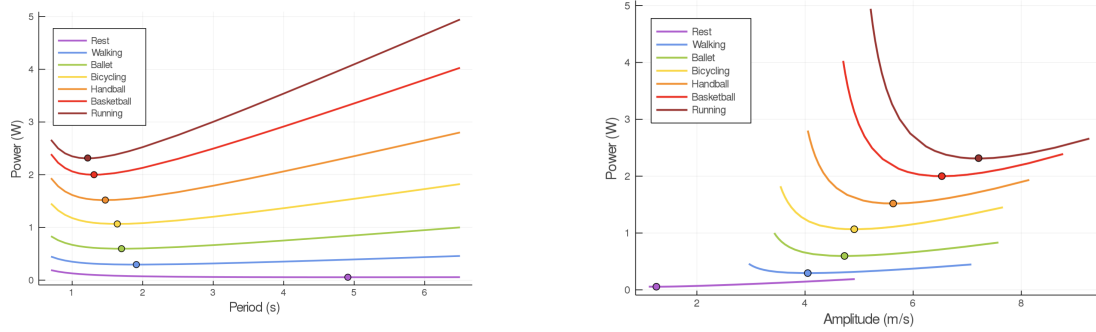 5
4
3
2
1
0
Power (W)
Rest
Walking
Ballet
Bicycling
Handball
Basketball
Running
1
2
3
4
5
6
Period (s)
5
4
3
2
1
0
Power (W)
Rest
Walking
Ballet
Bicycling
Handball
Basketball
Running
2
4
6
8
Amplitude (m/s)